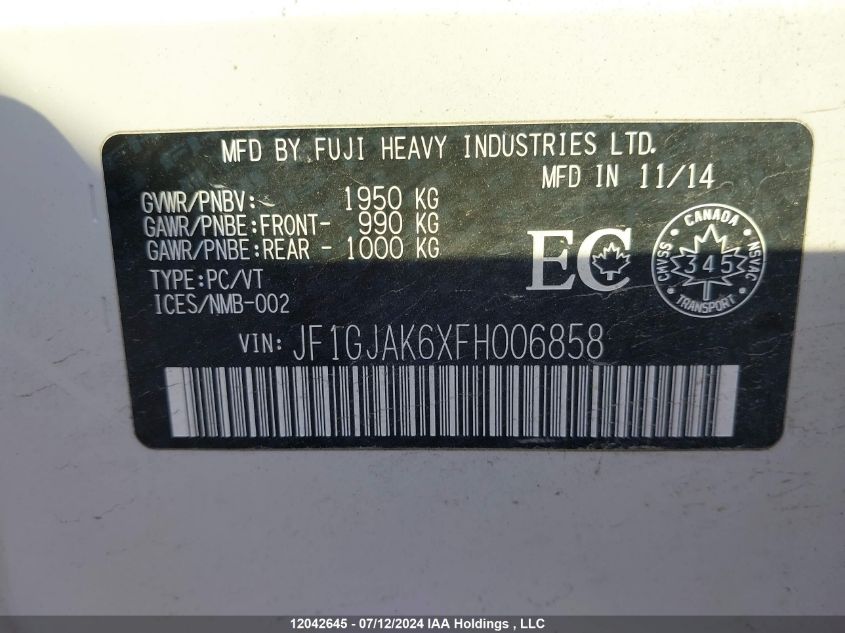 MFD BY FUJI HEAVY INDUSTRIES LTD.
MFD IN 11/14
GVWR/PNBV:- 1950 KG
GAWR/PNBE:FRONT- 990 KG
GAWR/PNBE:REAR - 1000 KG
TYPE:PC/VT
ICES/NMB-002
EC
CANADA
CMVSS
345
NSVAC
TRANSPORT
VIN: JF1GJAK6XFH006858
12042645 - 07/12/2024 IAA Holdings , LLC